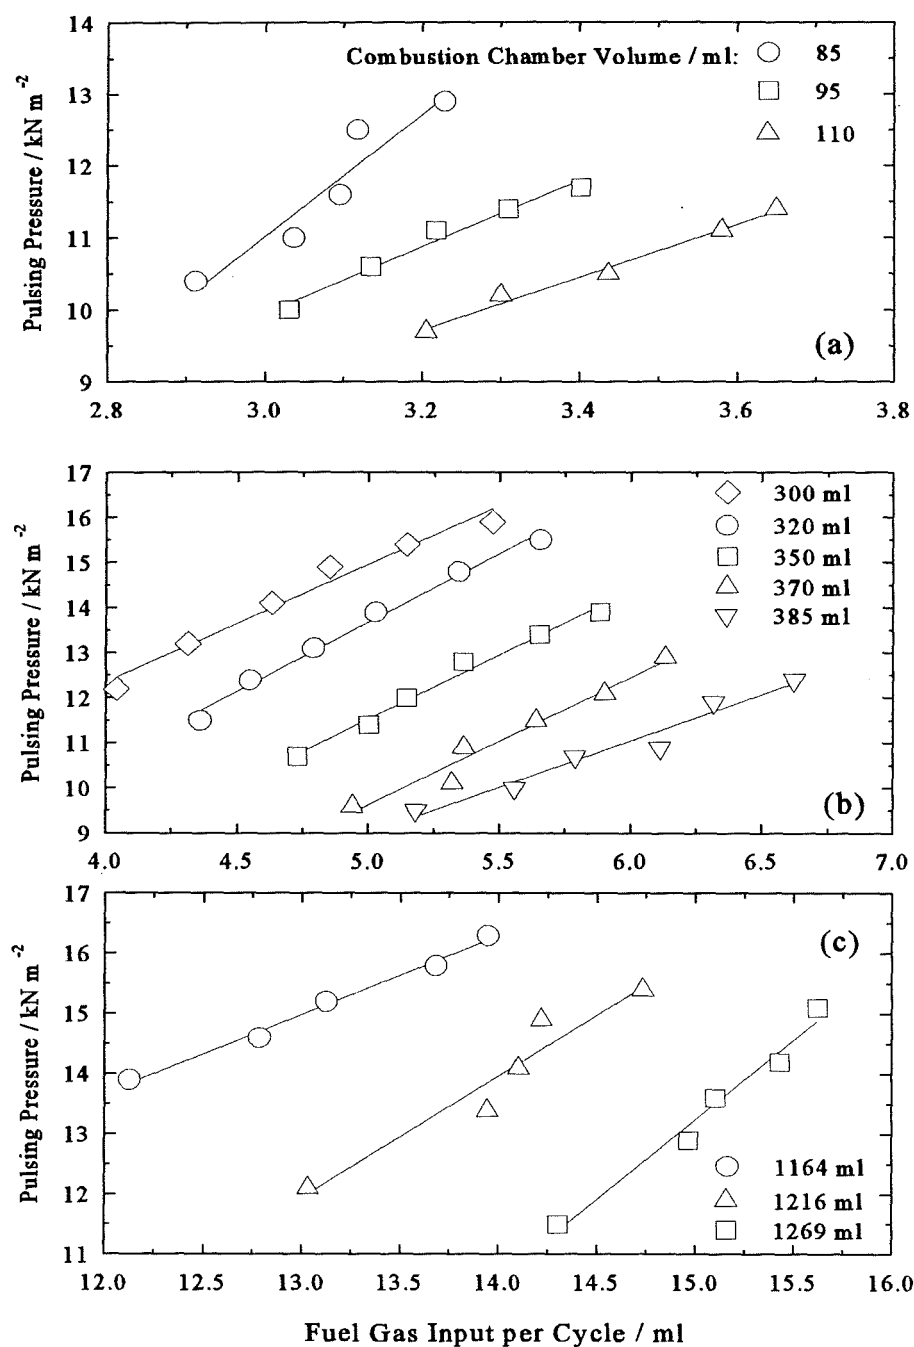 14
13
12
11
10
9
Pulsing Pressure / kN m⁻²
Combustion Chamber Volume / ml:
85
95
110
(a)
2.8 3.0 3.2 3.4 3.6 3.8
17
16
15
14
13
12
11
10
9
Pulsing Pressure / kN m⁻²
300 ml
320 ml
350 ml
370 ml
385 ml
(b)
4.0 4.5 5.0 5.5 6.0 6.5 7.0
17
16
15
14
13
12
11
Pulsing Pressure / kN m⁻²
(c)
1164 ml
1216 ml
1269 ml
12.0 12.5 13.0 13.5 14.0 14.5 15.0 15.5 16.0
Fuel Gas Input per Cycle / ml